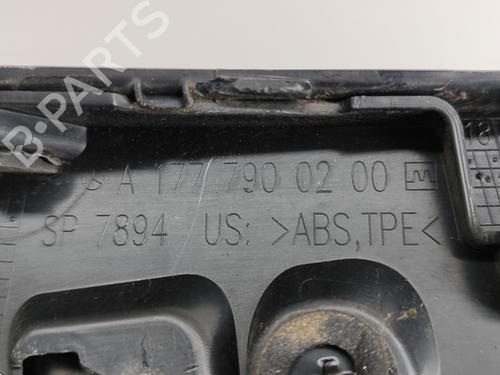 B-PARTS
A 177 790 02 00
SP 7894 US: >ABS,TPE<
18